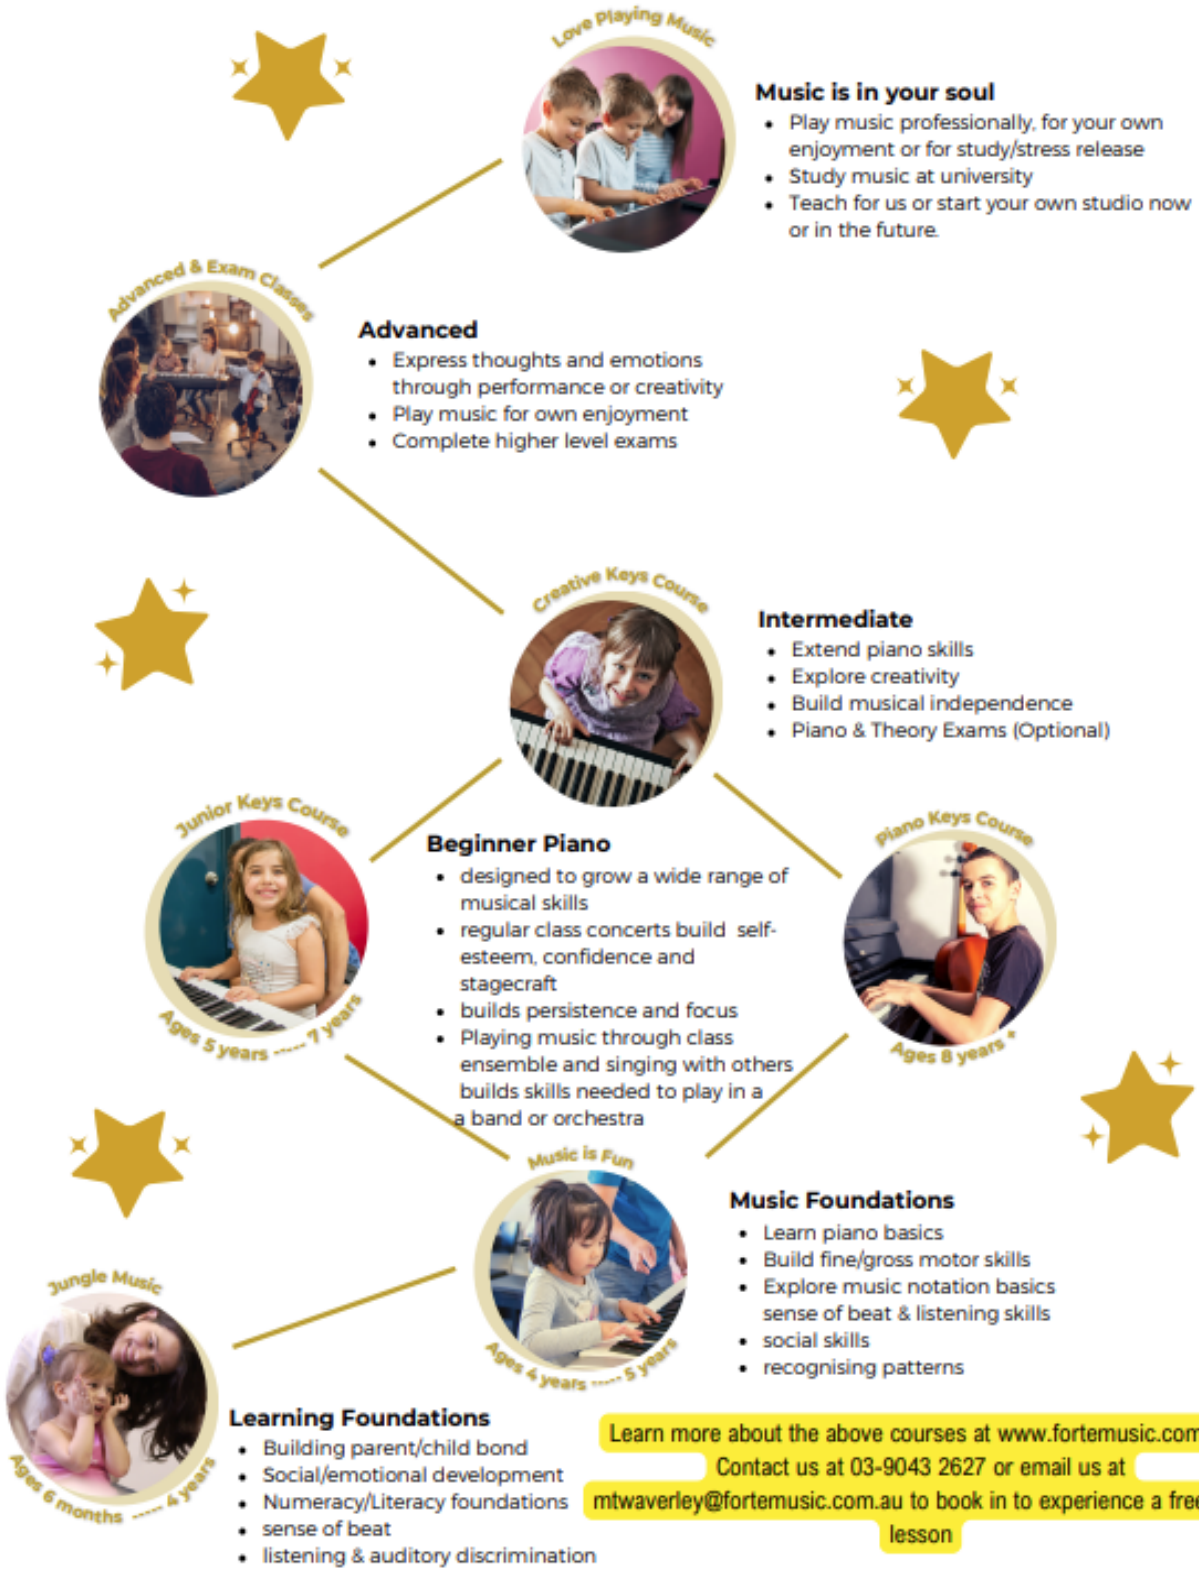 Love Playing Music
Music is in your soul
• Play music professionally, for your own
enjoyment or for study/stress release
• Study music at university
• Teach for us or start your own studio now
or in the future.
Advanced & Exam Classes
Advanced
• Express thoughts and emotions
through performance or creativity
• Play music for own enjoyment
• Complete higher level exams
Creative Keys Course
Intermediate
• Extend piano skills
• Explore creativity
• Build musical independence
• Piano & Theory Exams (Optional)
Junior Keys Course
Ages 5 years ----- 7 years
Beginner Piano
• designed to grow a wide range of
musical skills
• regular class concerts build self-
esteem, confidence and
stagecraft
• builds persistence and focus
• Playing music through class
ensemble and singing with others
builds skills needed to play in a
a band or orchestra
Piano Keys Course
Ages 8 years +
Music is Fun
Ages 4 years ----- 5 years
Music Foundations
• Learn piano basics
• Build fine/gross motor skills
• Explore music notation basics
sense of beat & listening skills
• social skills
• recognising patterns
Jungle Music
Ages 6 months ----- 4 years
Learning Foundations
• Building parent/child bond
• Social/emotional development
• Numeracy/Literacy foundations
• sense of beat
• listening & auditory discrimination
Learn more about the above courses at www.fortemusic.com
Contact us at 03-9043 2627 or email us at
mtwaverley@fortemusic.com.au to book in to experience a free
lesson